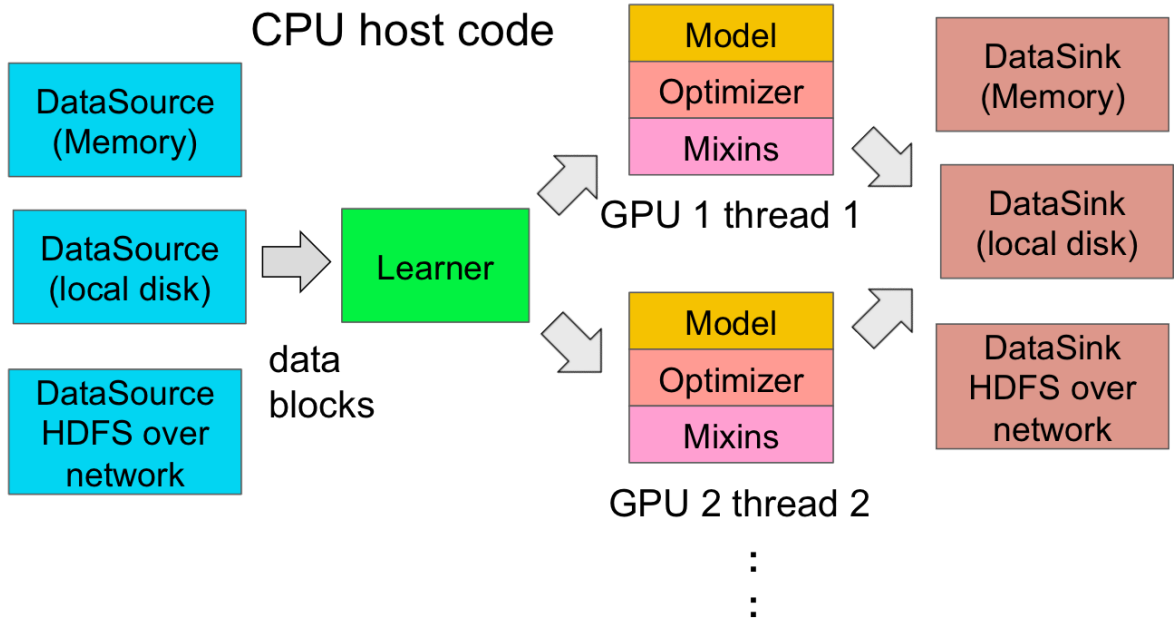 CPU host code
DataSource
(Memory)
DataSource
(local disk)
DataSource
HDFS over
network
data
blocks
Learner
Model
Optimizer
Mixins
GPU 1 thread 1
Model
Optimizer
Mixins
GPU 2 thread 2
:
:
DataSink
(Memory)
DataSink
(local disk)
DataSink
HDFS over
network